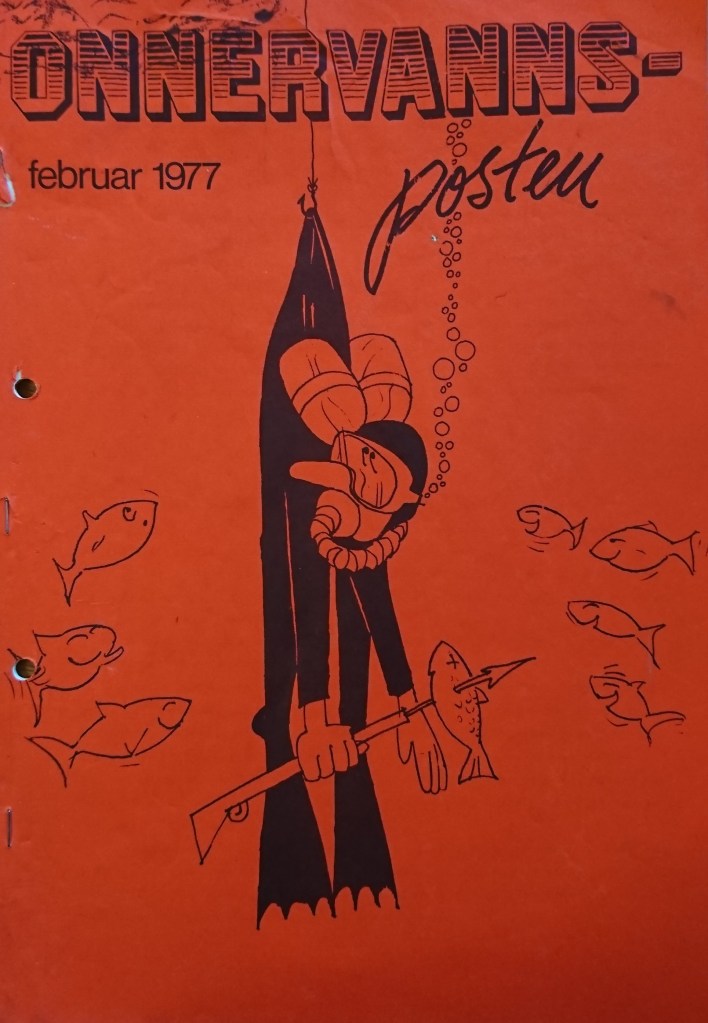 ONNERVANNS-
posten
februar 1977